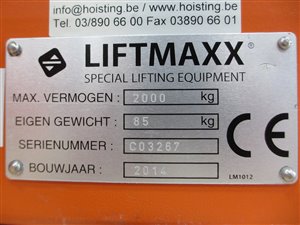 info@hoisting.be / www.hoisting.be
Tel. 03/890 66 00 Fax 03890 66 01
LIFTMAXX®
SPECIAL LIFTING EQUIPMENT
MAX. VERMOGEN : 2000 kg
EIGEN GEWICHT : 85 kg
SERIENUMMER : C03267
BOUWJAAR : 2014
CE
LM1012